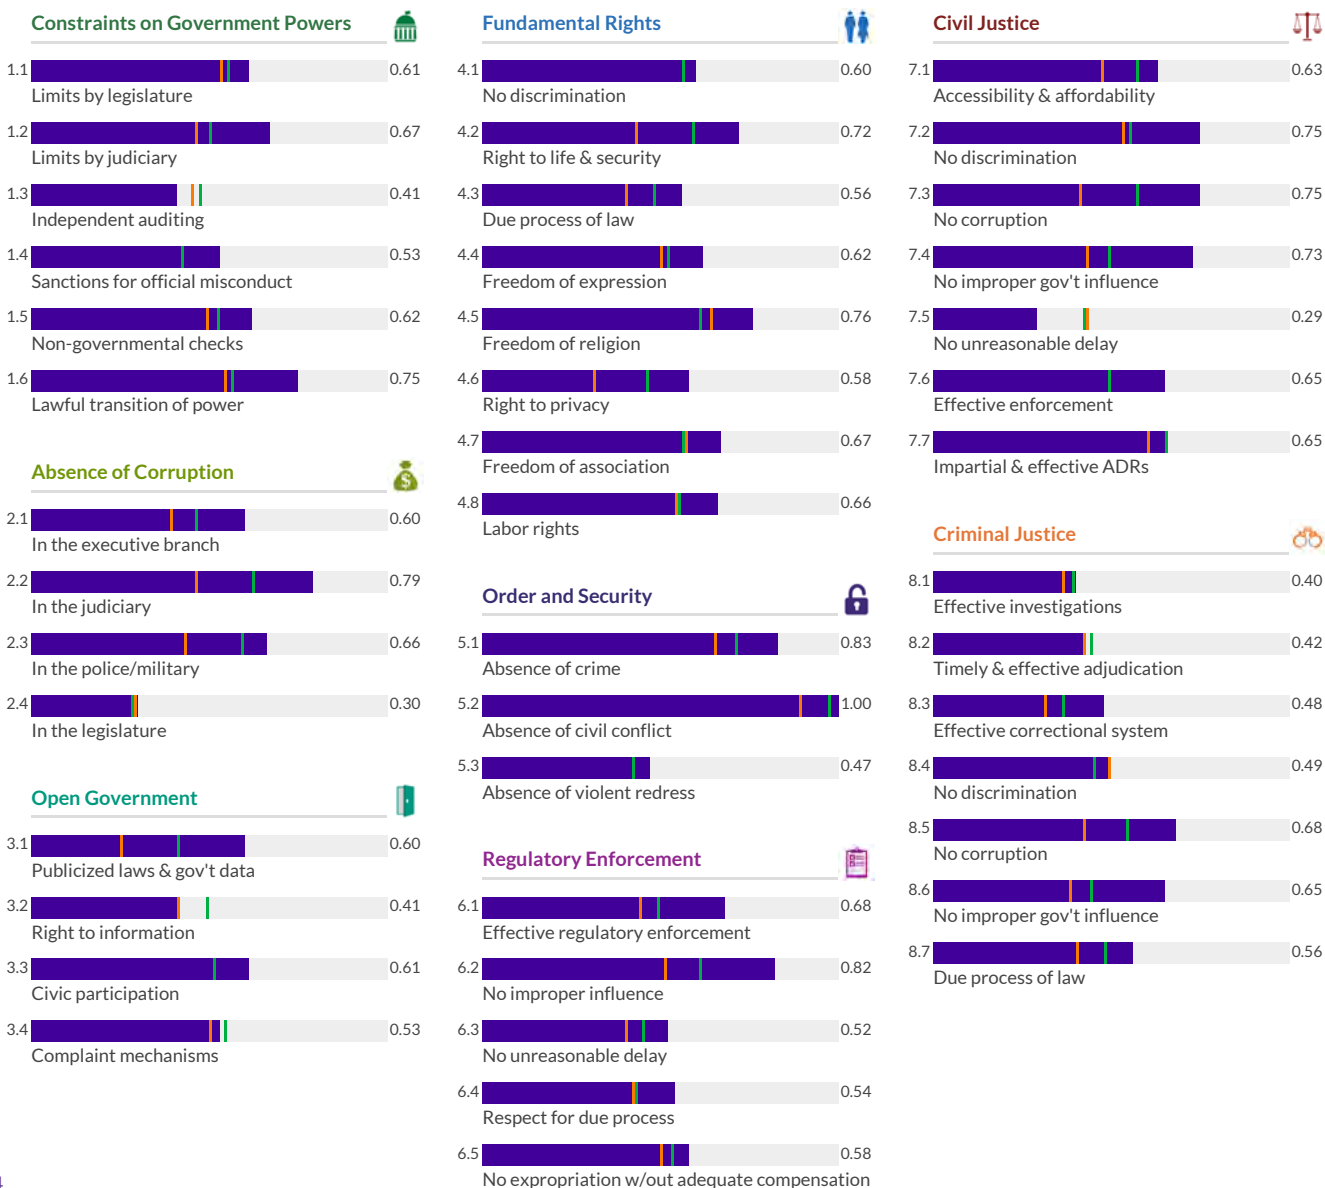 Constraints on Government Powers
1.1 0.61
Limits by legislature
1.2 0.67
Limits by judiciary
1.3 0.41
Independent auditing
1.4 0.53
Sanctions for official misconduct
1.5 0.62
Non-governmental checks
1.6 0.75
Lawful transition of power
Absence of Corruption
$
2.1 0.60
In the executive branch
2.2 0.79
In the judiciary
2.3 0.66
In the police/military
2.4 0.30
In the legislature
Open Government
3.1 0.60
Publicized laws & gov't data
3.2 0.41
Right to information
3.3 0.61
Civic participation
3.4 0.53
Complaint mechanisms
Fundamental Rights
4.1 0.60
No discrimination
4.2 0.72
Right to life & security
4.3 0.56
Due process of law
4.4 0.62
Freedom of expression
4.5 0.76
Freedom of religion
4.6 0.58
Right to privacy
4.7 0.67
Freedom of association
4.8 0.66
Labor rights
Order and Security
5.1 0.83
Absence of crime
5.2 1.00
Absence of civil conflict
5.3 0.47
Absence of violent redress
Regulatory Enforcement
6.1 0.68
Effective regulatory enforcement
6.2 0.82
No improper influence
6.3 0.52
No unreasonable delay
6.4 0.54
Respect for due process
6.5 0.58
No expropriation w/out adequate compensation
Civil Justice
7.1 0.63
Accessibility & affordability
7.2 0.75
No discrimination
7.3 0.75
No corruption
7.4 0.73
No improper gov't influence
7.5 0.29
No unreasonable delay
7.6 0.65
Effective enforcement
7.7 0.65
Impartial & effective ADRs
Criminal Justice
8.1 0.40
Effective investigations
8.2 0.42
Timely & effective adjudication
8.3 0.48
Effective correctional system
8.4 0.49
No discrimination
8.5 0.68
No corruption
8.6 0.65
No improper gov't influence
8.7 0.56
Due process of law